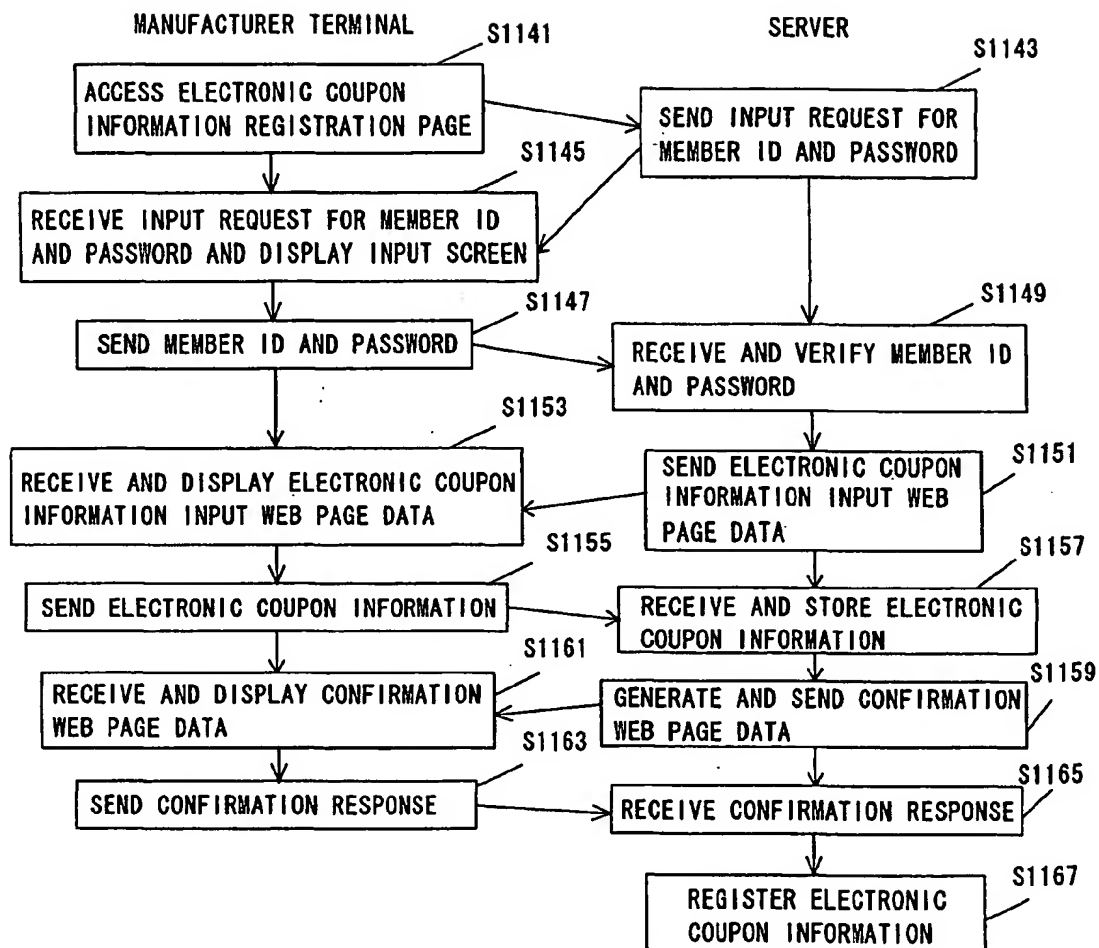 MANUFACTURER TERMINAL
SERVER
S1141
ACCESS ELECTRONIC COUPON
INFORMATION REGISTRATION PAGE
S1143
SEND INPUT REQUEST FOR
MEMBER ID AND PASSWORD
S1145
RECEIVE INPUT REQUEST FOR MEMBER ID
AND PASSWORD AND DISPLAY INPUT SCREEN
S1147
SEND MEMBER ID AND PASSWORD
S1149
RECEIVE AND VERIFY MEMBER ID
AND PASSWORD
S1151
SEND ELECTRONIC COUPON
INFORMATION INPUT WEB
PAGE DATA
S1153
RECEIVE AND DISPLAY ELECTRONIC COUPON
INFORMATION INPUT WEB PAGE DATA
S1155
SEND ELECTRONIC COUPON INFORMATION
S1157
RECEIVE AND STORE ELECTRONIC
COUPON INFORMATION
S1159
GENERATE AND SEND CONFIRMATION
WEB PAGE DATA
S1161
RECEIVE AND DISPLAY CONFIRMATION
WEB PAGE DATA
S1163
SEND CONFIRMATION RESPONSE
S1165
RECEIVE CONFIRMATION RESPONSE
S1167
REGISTER ELECTRONIC
COUPON INFORMATION